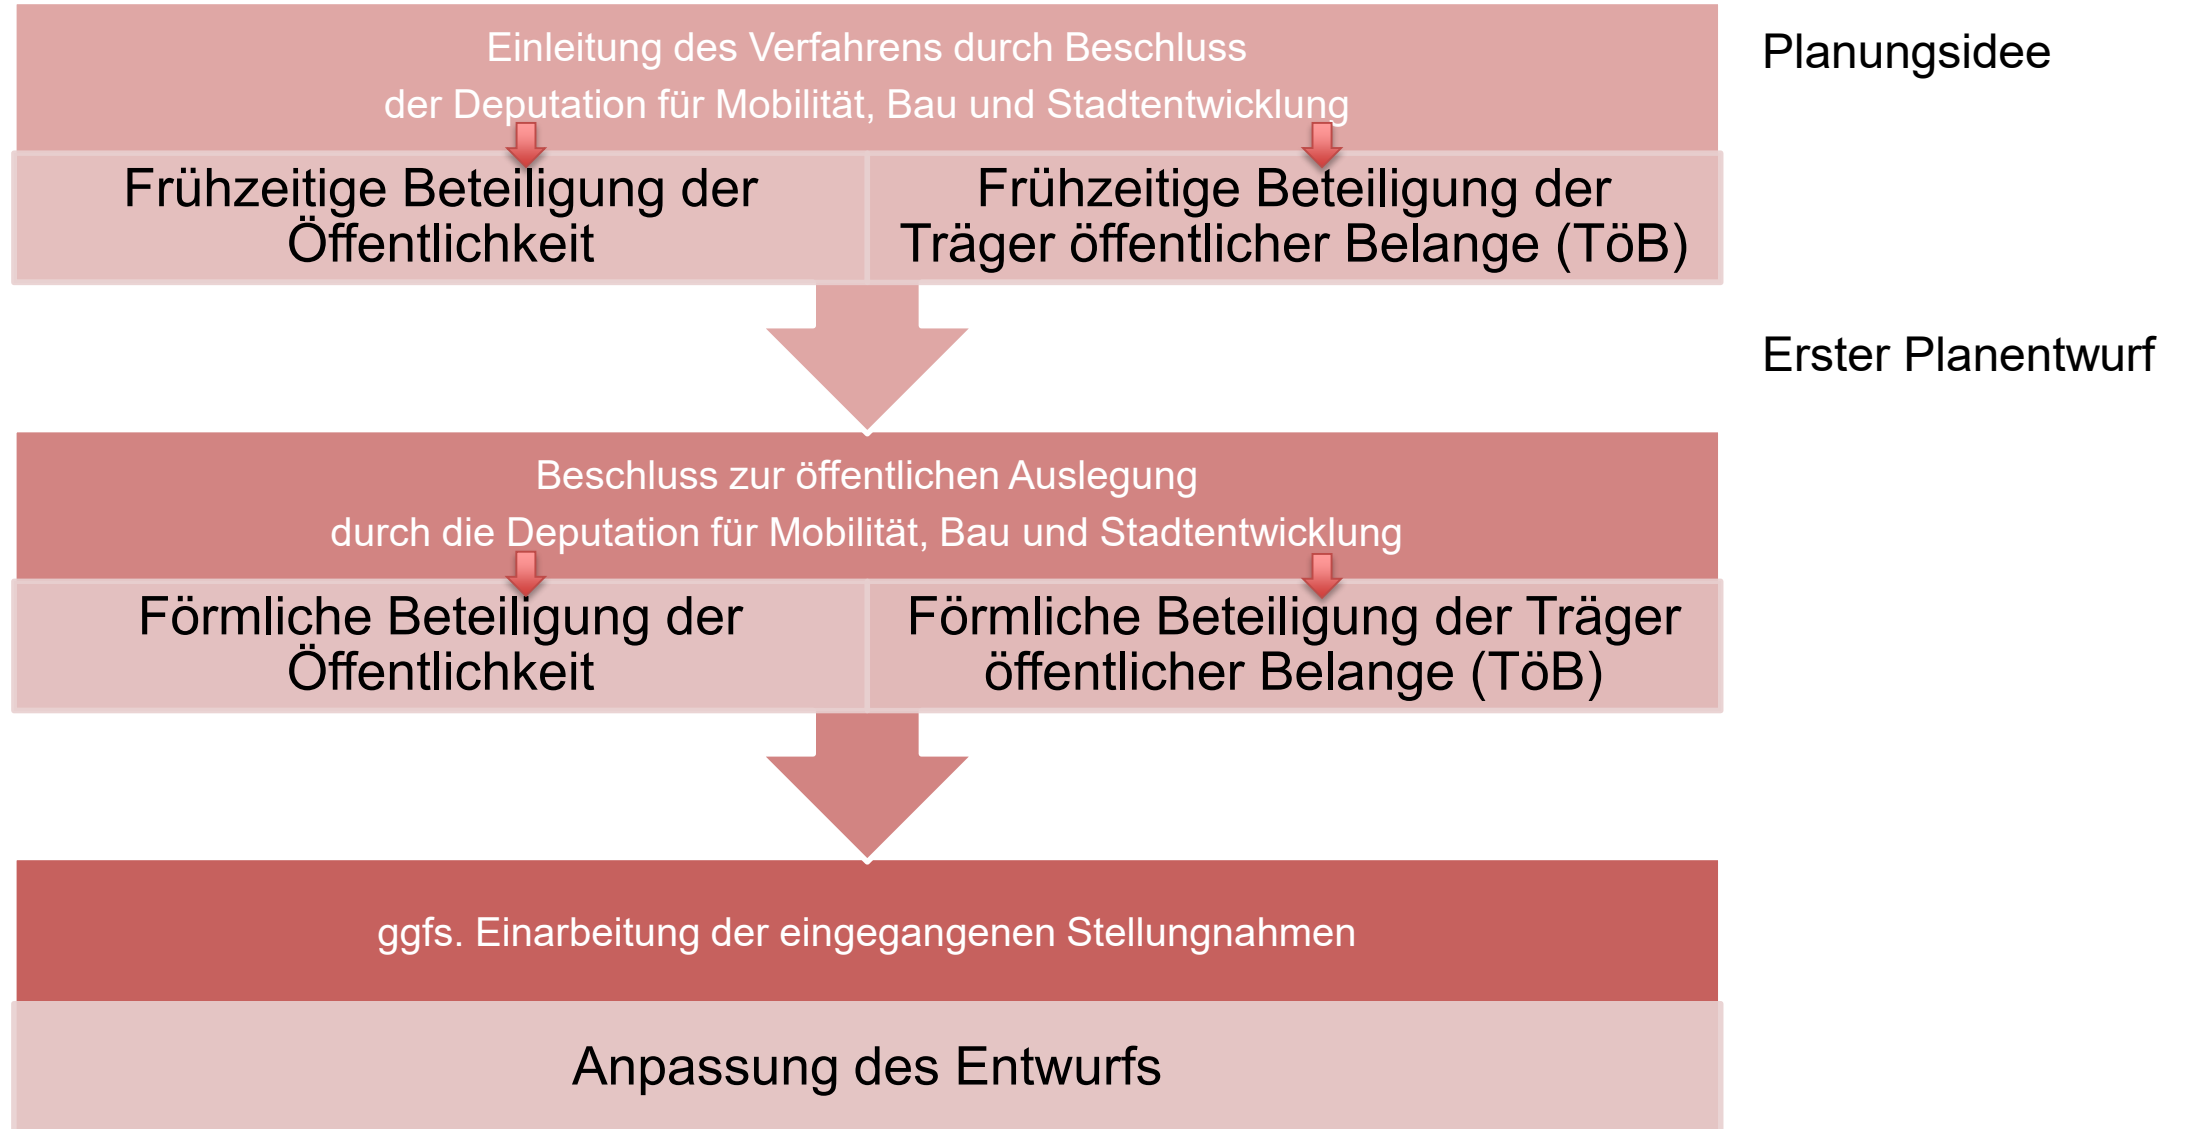 Einleitung des Verfahrens durch Beschluss
der Deputation für Mobilität, Bau und Stadtentwicklung
Planungsidee
Frühzeitige Beteiligung der
Öffentlichkeit
Frühzeitige Beteiligung der
Träger öffentlicher Belange (TöB)
Erster Planentwurf
Beschluss zur öffentlichen Auslegung
durch die Deputation für Mobilität, Bau und Stadtentwicklung
Förmliche Beteiligung der
Öffentlichkeit
Förmliche Beteiligung der Träger
öffentlicher Belange (TöB)
ggfs. Einarbeitung der eingegangenen Stellungnahmen
Anpassung des Entwurfs